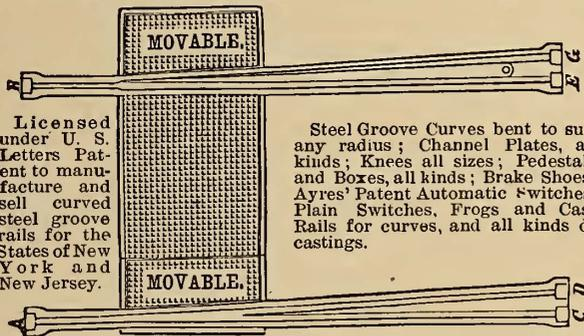 MOVABLE.
B
E
G
F
Licensed
under U. S.
Letters Pat-
ent to manu-
facture and
sell curved
steel groove
rails for the
States of New
York and
New Jersey.
Steel Groove Curves bent to su
any radius ; Channel Plates, a
kinds ; Knees all sizes ; Pedesta
and Boxes, all kinds ; Brake Shoes
Ayres' Patent Automatic Switches
Plain Switches, Frogs and Cas
Rails for curves, and all kinds o
castings.
MOVABLE.
A
C
D